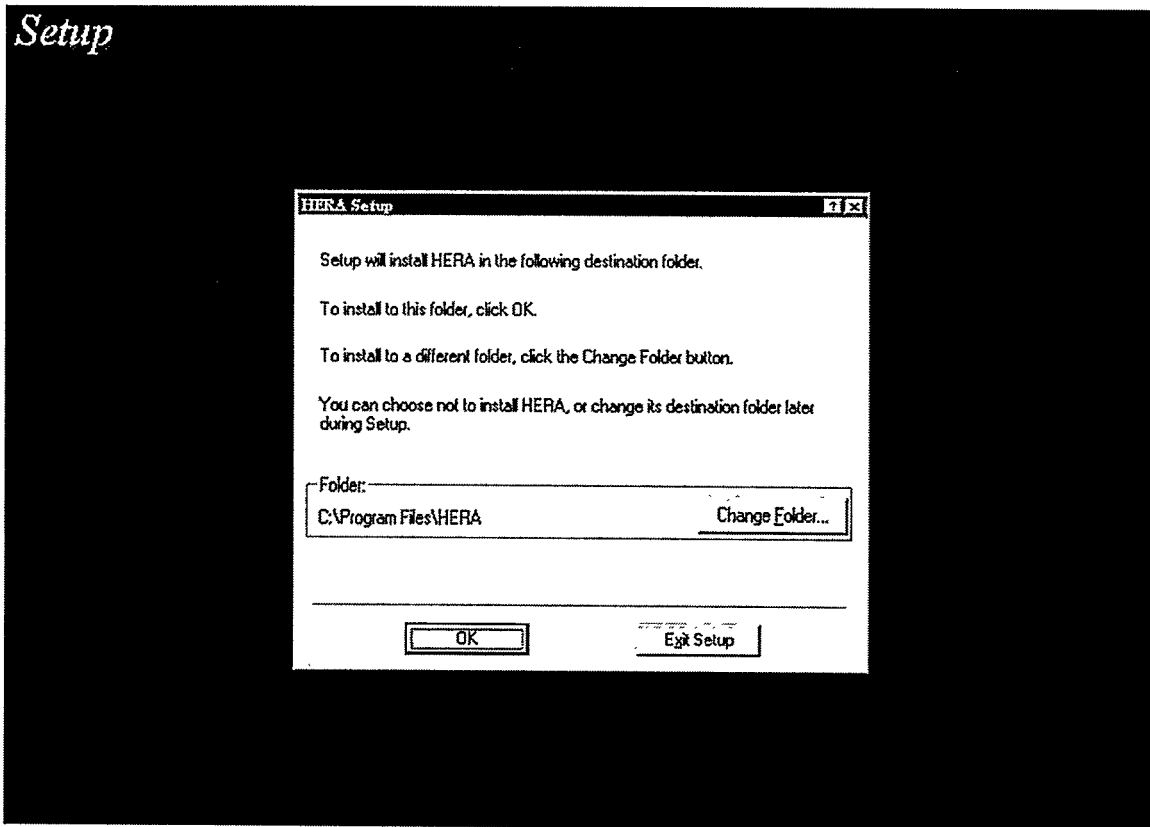 Setup
HERA Setup
Setup will install HERA in the following destination folder.
To install to this folder, click OK.
To install to a different folder, click the Change Folder button.
You can choose not to install HERA, or change its destination folder later
during Setup.
Folder:
C:\Program Files\HERA
Change Folder...
OK
Exit Setup